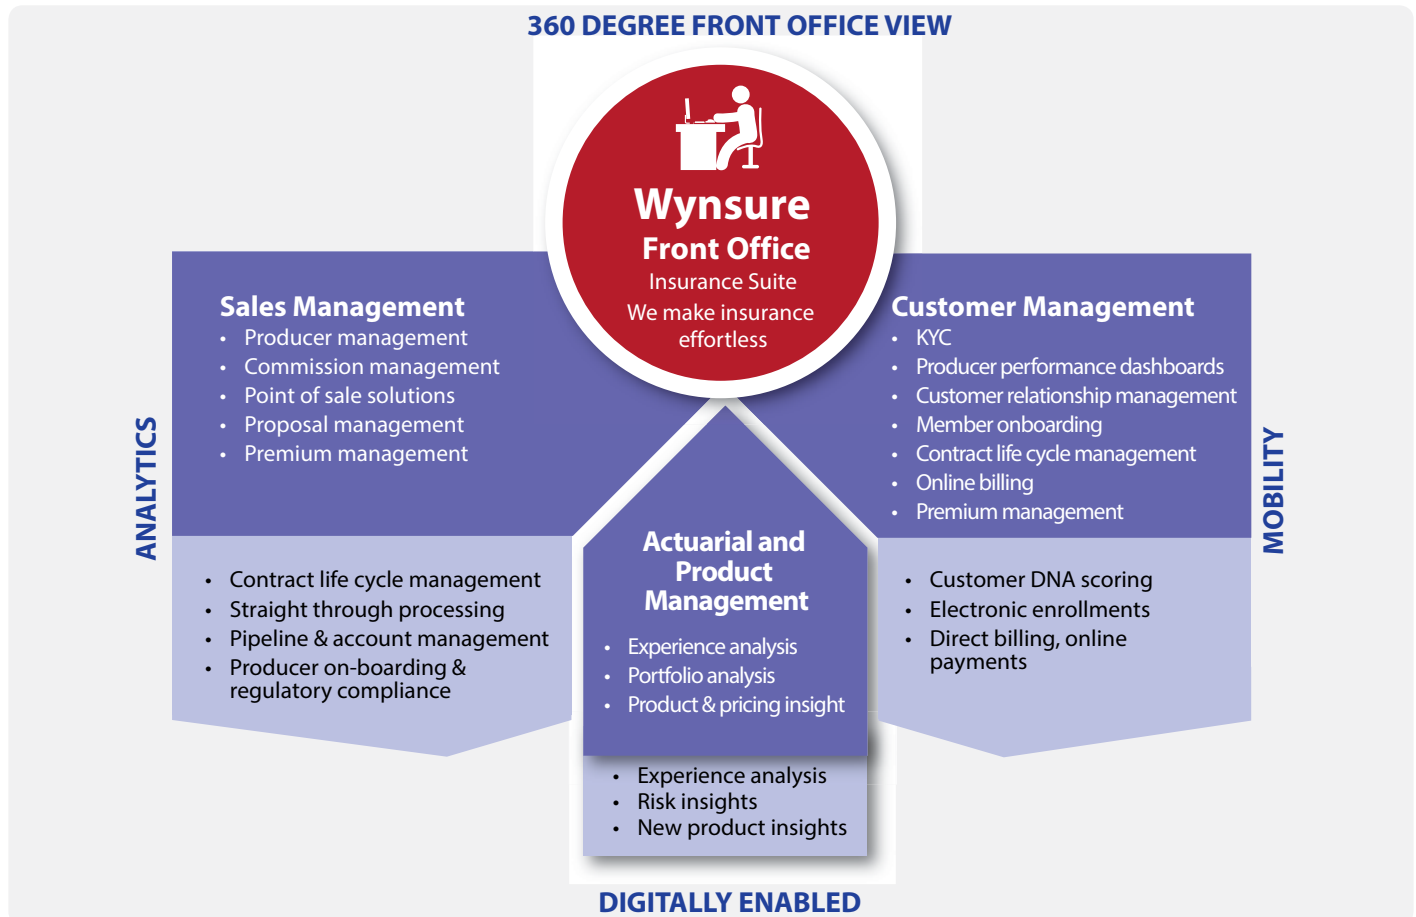 360 DEGREE FRONT OFFICE VIEW
Wynsure
Front Office
Insurance Suite
We make insurance
effortless
Sales Management
• Producer management
• Commission management
• Point of sale solutions
• Proposal management
• Premium management
• Contract life cycle management
• Straight through processing
• Pipeline & account management
• Producer on-boarding &
regulatory compliance
Actuarial and
Product
Management
• Experience analysis
• Portfolio analysis
• Product & pricing insight
• Experience analysis
• Risk insights
• New product insights
Customer Management
• KYC
• Producer performance dashboards
• Customer relationship management
• Member onboarding
• Contract life cycle management
• Online billing
• Premium management
• Customer DNA scoring
• Electronic enrollments
• Direct billing, online
payments
ANALYTICS
MOBILITY
DIGITALLY ENABLED